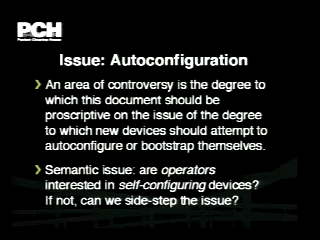 PCH
Packet Clearing House
Issue: Autoconfiguration
An area of controversy is the degree to
which this document should be
proscriptive on the issue of the degree
to which new devices should attempt to
autoconfigure or bootstrap themselves.
Semantic issue: are operators
interested in self-configuring devices?
If not, can we side-step the issue?